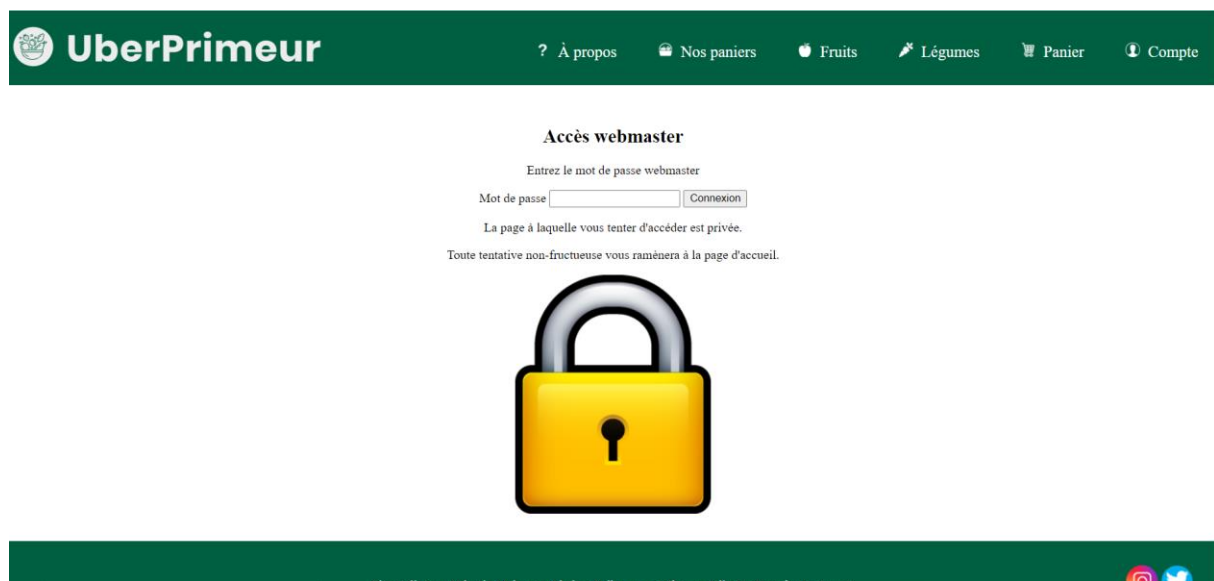 UberPrimeur
? À propos Nos paniers Fruits Légumes Panier Compte
Accès webmaster
Entrez le mot de passe webmaster
Mot de passe Connexion
La page à laquelle vous tenter d'accéder est privée.
Toute tentative non-fructueuse vous ramènera à la page d'accueil.